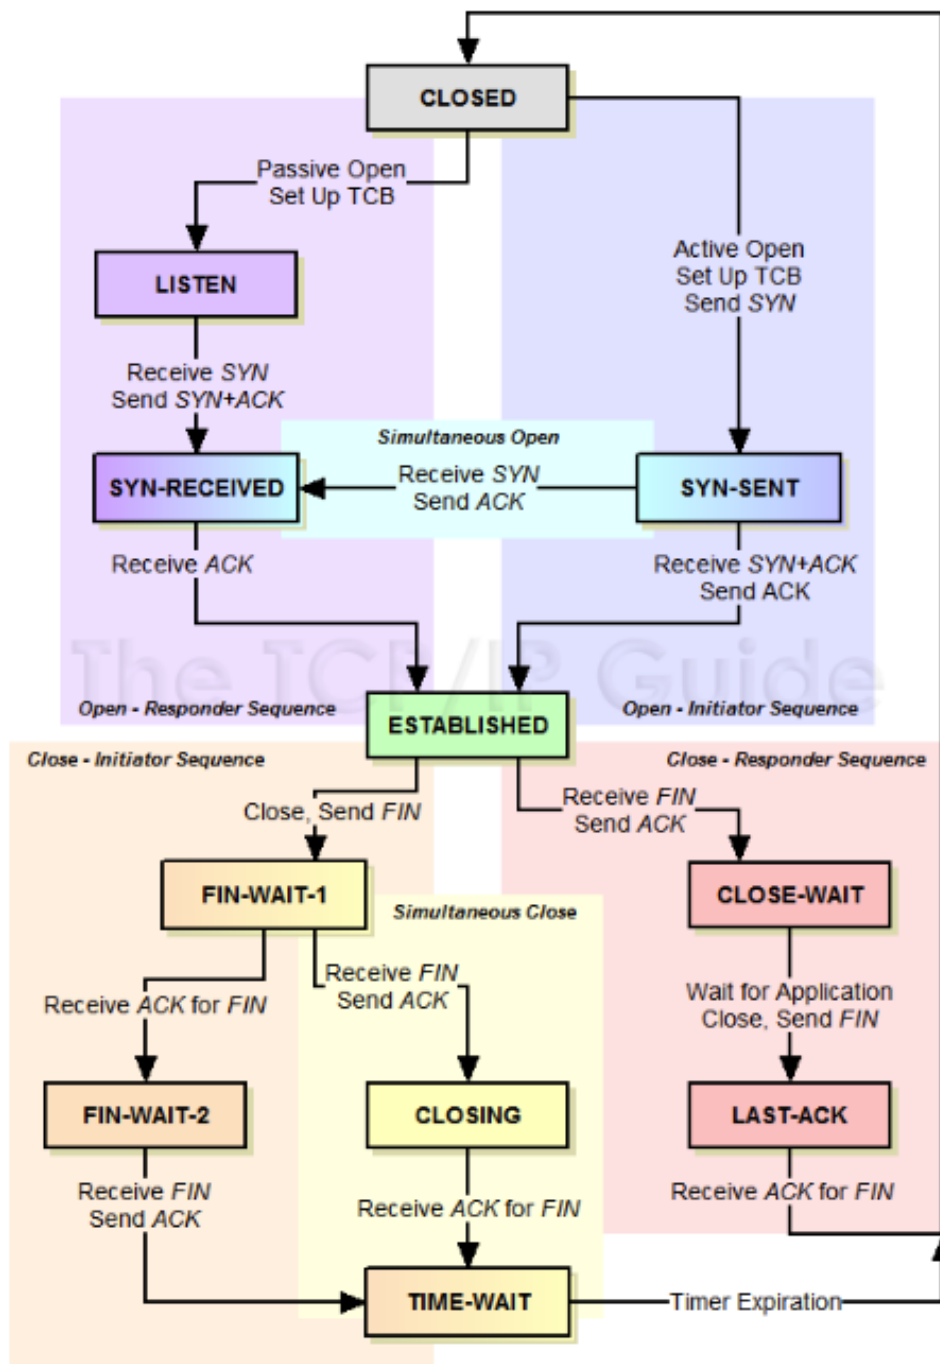 CLOSED
Passive Open
Set Up TCB
LISTEN
Active Open
Set Up TCB
Send SYN
Receive SYN
Send SYN+ACK
Simultaneous Open
SYN-RECEIVED
Receive SYN
Send ACK
SYN-SENT
Receive ACK
Receive SYN+ACK
Send ACK
The TCP/IP Guide
Open - Responder Sequence
ESTABLISHED
Open - Initiator Sequence
Close - Initiator Sequence
Close - Responder Sequence
Close, Send FIN
Receive FIN
Send ACK
FIN-WAIT-1
CLOSE-WAIT
Simultaneous Close
Receive ACK for FIN
Receive FIN
Send ACK
Wait for Application
Close, Send FIN
FIN-WAIT-2
CLOSING
LAST-ACK
Receive FIN
Send ACK
Receive ACK for FIN
Receive ACK for FIN
TIME-WAIT
Timer Expiration